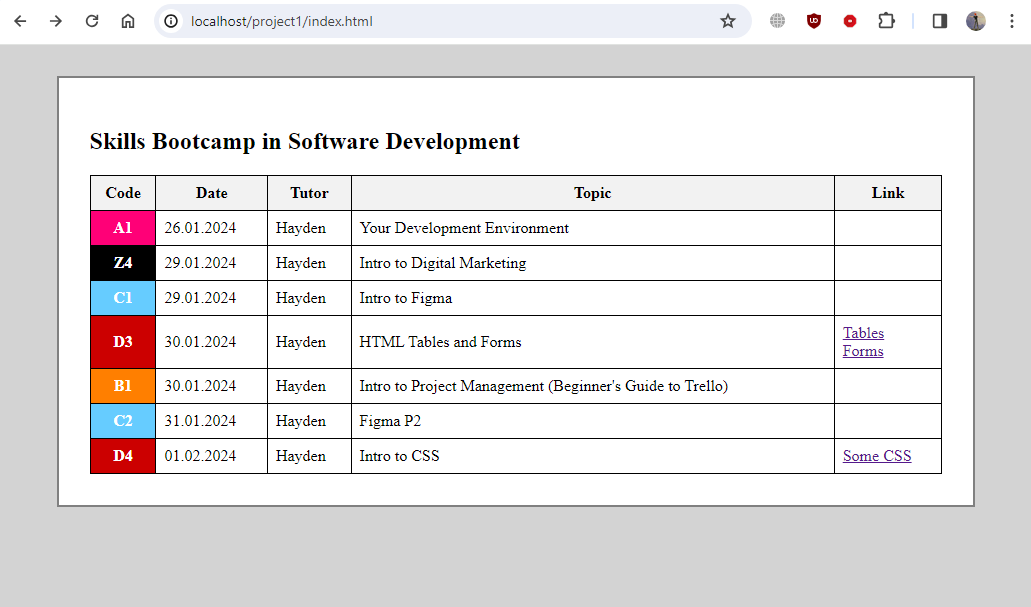 localhost/project1/index.html
Skills Bootcamp in Software Development
Code Date Tutor Topic Link
A1 26.01.2024 Hayden Your Development Environment
Z4 29.01.2024 Hayden Intro to Digital Marketing
C1 29.01.2024 Hayden Intro to Figma
D3 30.01.2024 Hayden HTML Tables and Forms Tables
Forms
B1 30.01.2024 Hayden Intro to Project Management (Beginner's Guide to Trello)
C2 31.01.2024 Hayden Figma P2
D4 01.02.2024 Hayden Intro to CSS Some CSS